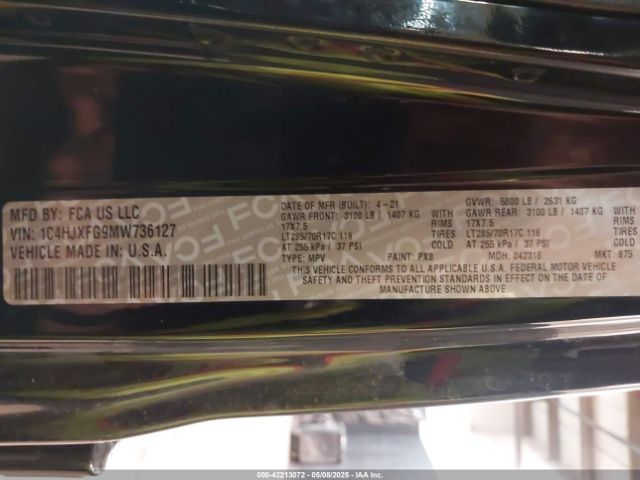 MFD BY: FCA US LLC
VIN: 1C4HJXFG9MW736127
VEHICLE MADE IN: U.S.A.
DATE OF MFR (BUILT): 4-21 GVWR: 5800 LB / 2631 KG
GAWR FRONT: 3100 LB / 1407 KG WITH GAWR REAR: 3100 LB / 1407 KG WITH
17X7.5 RIMS 17X7.5 RIMS
LT285/70R17C 116 TIRES LT285/70R17C 116 TIRES
AT 255 kPa / 37 PSI COLD AT 255 kPa / 37 PSI COLD
TYPE: MPV PAINT: PX8 MDH: 042318 MKT: 875
THIS VEHICLE CONFORMS TO ALL APPLICABLE U.S.A. FEDERAL MOTOR VEHICLE
SAFETY AND THEFT PREVENTION STANDARDS IN EFFECT ON THE DATE OF
MANUFACTURE SHOWN ABOVE.
000-42213072 - 05/08/2025 - IAAI Inc.